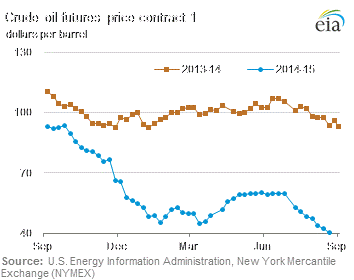 Crude oil futures price contract 1
dollars per barrel
eia
130
2013-14
2014-15
100
70
40
Sep
Dec
Mar
Jun
Sep
Source: U.S. Energy Information Administration, New York Mercantile
Exchange (NYMEX)